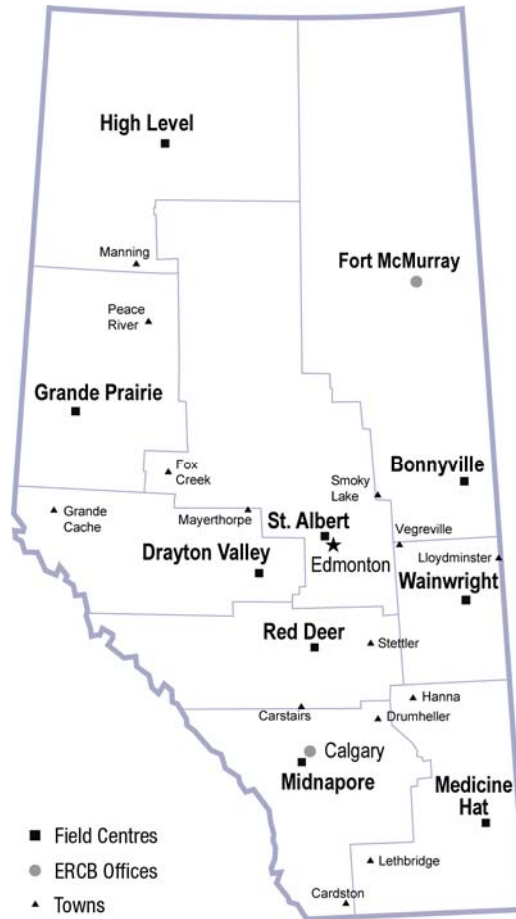 High Level
Manning
Fort McMurray
Peace
River
Grande Prairie
Fox
Creek
Bonnyville
Smoky
Lake
Grande
Cache
Mayerthorpe
St. Albert
Vegreville
Edmonton
Drayton Valley
Lloydminster
Wainwright
Red Deer
Stettler
Hanna
Carstairs
Drumheller
Calgary
Midnapore
Medicine
Hat
Field Centres
Lethbridge
ERCB Offices
Cardston
Towns